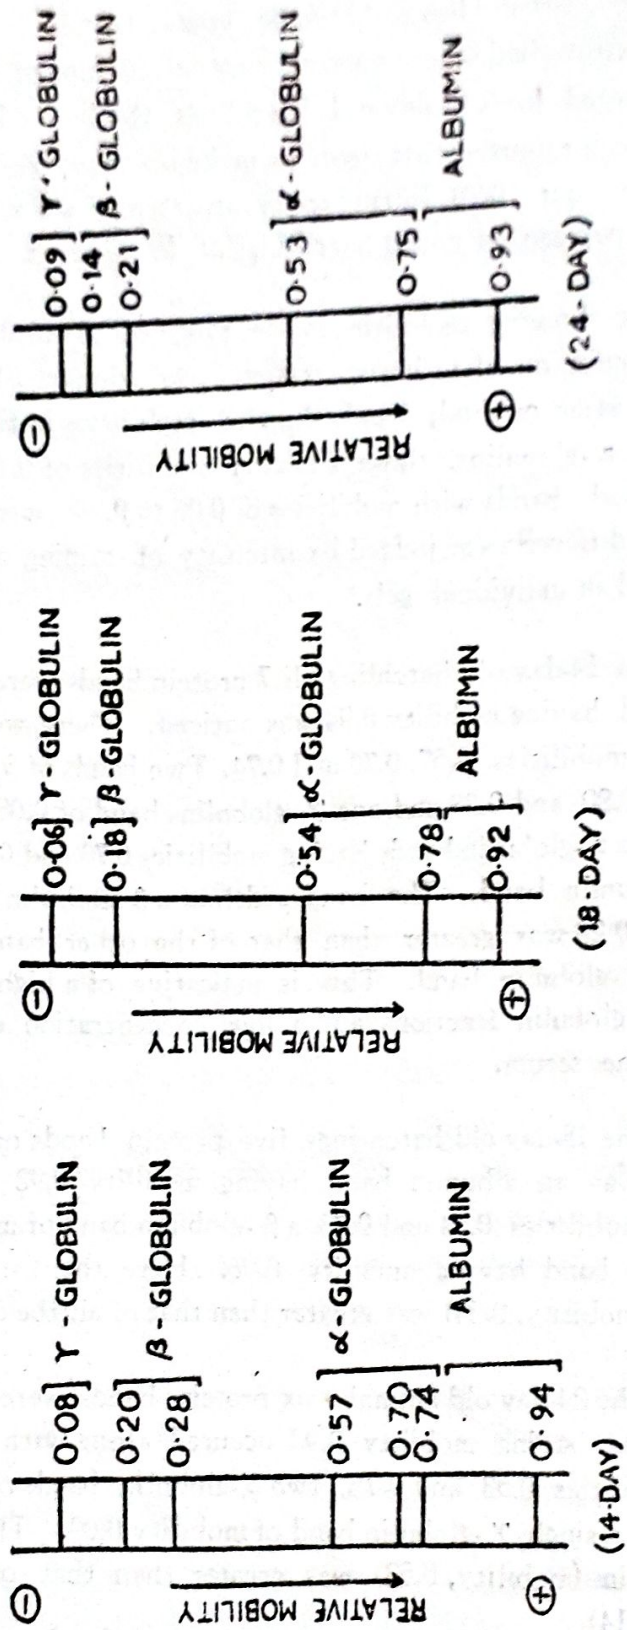 ⊖
0.08 γ - GLOBULIN
0.20
0.28 β - GLOBULIN
0.57 α - GLOBULIN
0.70
0.74
ALBUMIN
0.94
⊕
RELATIVE MOBILITY
(14-DAY)
⊖
0.06 γ - GLOBULIN
0.18 β - GLOBULIN
0.54 α - GLOBULIN
0.78
ALBUMIN
0.92
⊕
RELATIVE MOBILITY
(18-DAY)
⊖
0.09 γ - GLOBULIN
0.14
0.21 β - GLOBULIN
0.53 α - GLOBULIN
0.75
ALBUMIN
0.93
⊕
RELATIVE MOBILITY
(24-DAY)